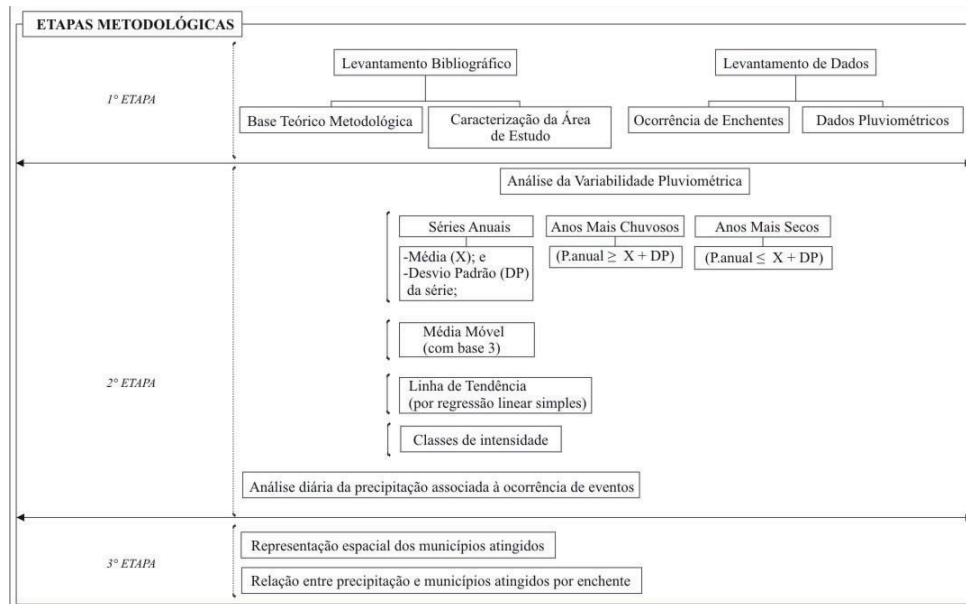 ETAPAS METODOLÓGICAS
1° ETAPA
Levantamento Bibliográfico
Levantamento de Dados
Base Teórico Metodológica
Caracterização da Área
de Estudo
Ocorrência de Enchentes
Dados Pluviométricos
2° ETAPA
Análise da Variabilidade Pluviométrica
Séries Anuais
-Média (X); e
-Desvio Padrão (DP)
da série;
Anos Mais Chuvosos
(P.anual ≥ X + DP)
Anos Mais Secos
(P.anual ≤ X + DP)
Média Móvel
(com base 3)
Linha de Tendência
(por regressão linear simples)
Classes de intensidade
Análise diária da precipitação associada à ocorrência de eventos
3° ETAPA
Representação espacial dos municípios atingidos
Relação entre precipitação e municípios atingidos por enchente